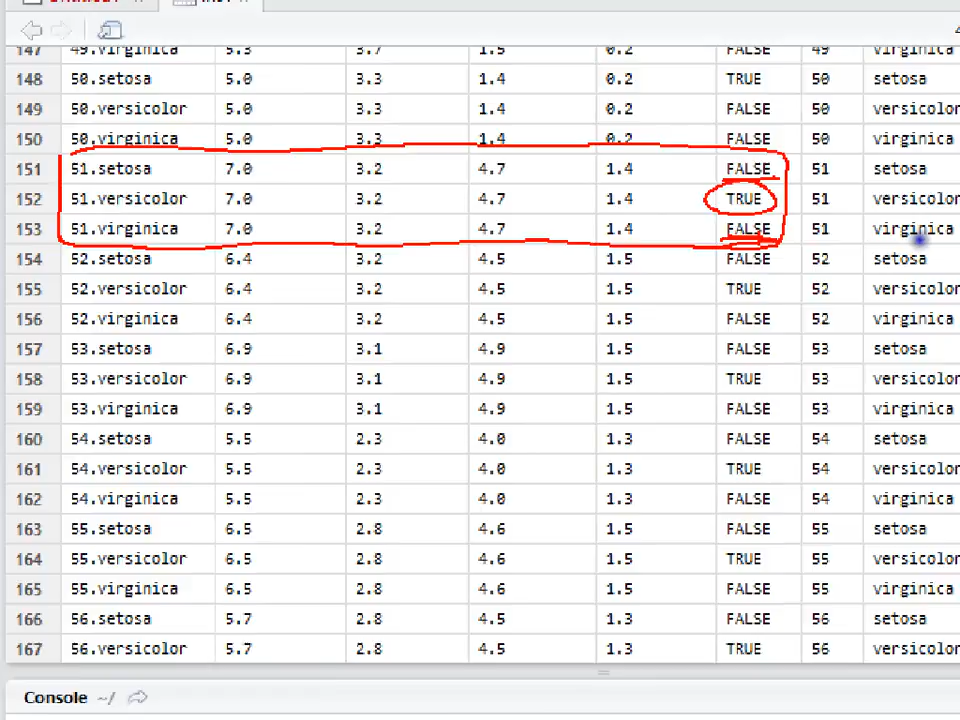 147 49.virginica 5.3 3.7 1.5 0.2 FALSE 49 virginica
148 50.setosa 5.0 3.3 1.4 0.2 TRUE 50 setosa
149 50.versicolor 5.0 3.3 1.4 0.2 FALSE 50 versicolor
150 50.virginica 5.0 3.3 1.4 0.2 FALSE 50 virginica
151 51.setosa 7.0 3.2 4.7 1.4 FALSE 51 setosa
152 51.versicolor 7.0 3.2 4.7 1.4 TRUE 51 versicolor
153 51.virginica 7.0 3.2 4.7 1.4 FALSE 51 virginica
154 52.setosa 6.4 3.2 4.5 1.5 FALSE 52 setosa
155 52.versicolor 6.4 3.2 4.5 1.5 TRUE 52 versicolor
156 52.virginica 6.4 3.2 4.5 1.5 FALSE 52 virginica
157 53.setosa 6.9 3.1 4.9 1.5 FALSE 53 setosa
158 53.versicolor 6.9 3.1 4.9 1.5 TRUE 53 versicolor
159 53.virginica 6.9 3.1 4.9 1.5 FALSE 53 virginica
160 54.setosa 5.5 2.3 4.0 1.3 FALSE 54 setosa
161 54.versicolor 5.5 2.3 4.0 1.3 TRUE 54 versicolor
162 54.virginica 5.5 2.3 4.0 1.3 FALSE 54 virginica
163 55.setosa 6.5 2.8 4.6 1.5 FALSE 55 setosa
164 55.versicolor 6.5 2.8 4.6 1.5 TRUE 55 versicolor
165 55.virginica 6.5 2.8 4.6 1.5 FALSE 55 virginica
166 56.setosa 5.7 2.8 4.5 1.3 FALSE 56 setosa
167 56.versicolor 5.7 2.8 4.5 1.3 TRUE 56 versicolor
Console ~/